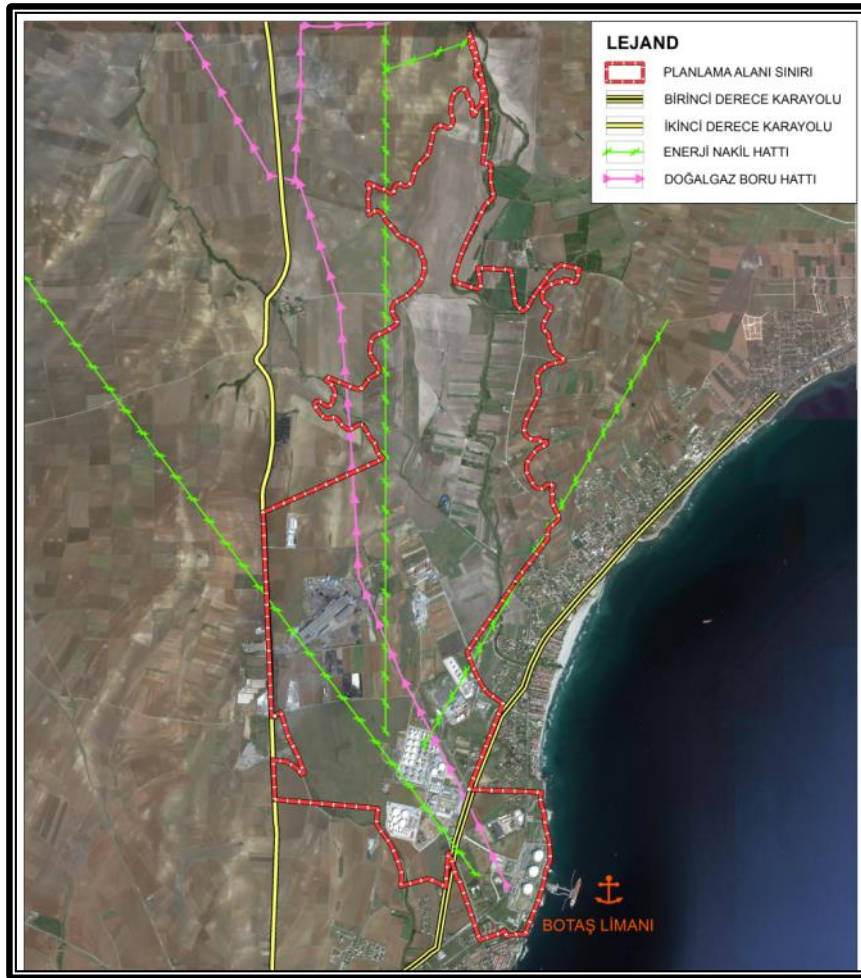 LEJAND
PLANLAMA ALANI SINIRI
BİRİNCİ DERECE KARAYOLU
İKİNCİ DERECE KARAYOLU
ENERJİ NAKİL HATTI
DOĞALGAZ BORU HATTI
BOTAŞ LİMANI